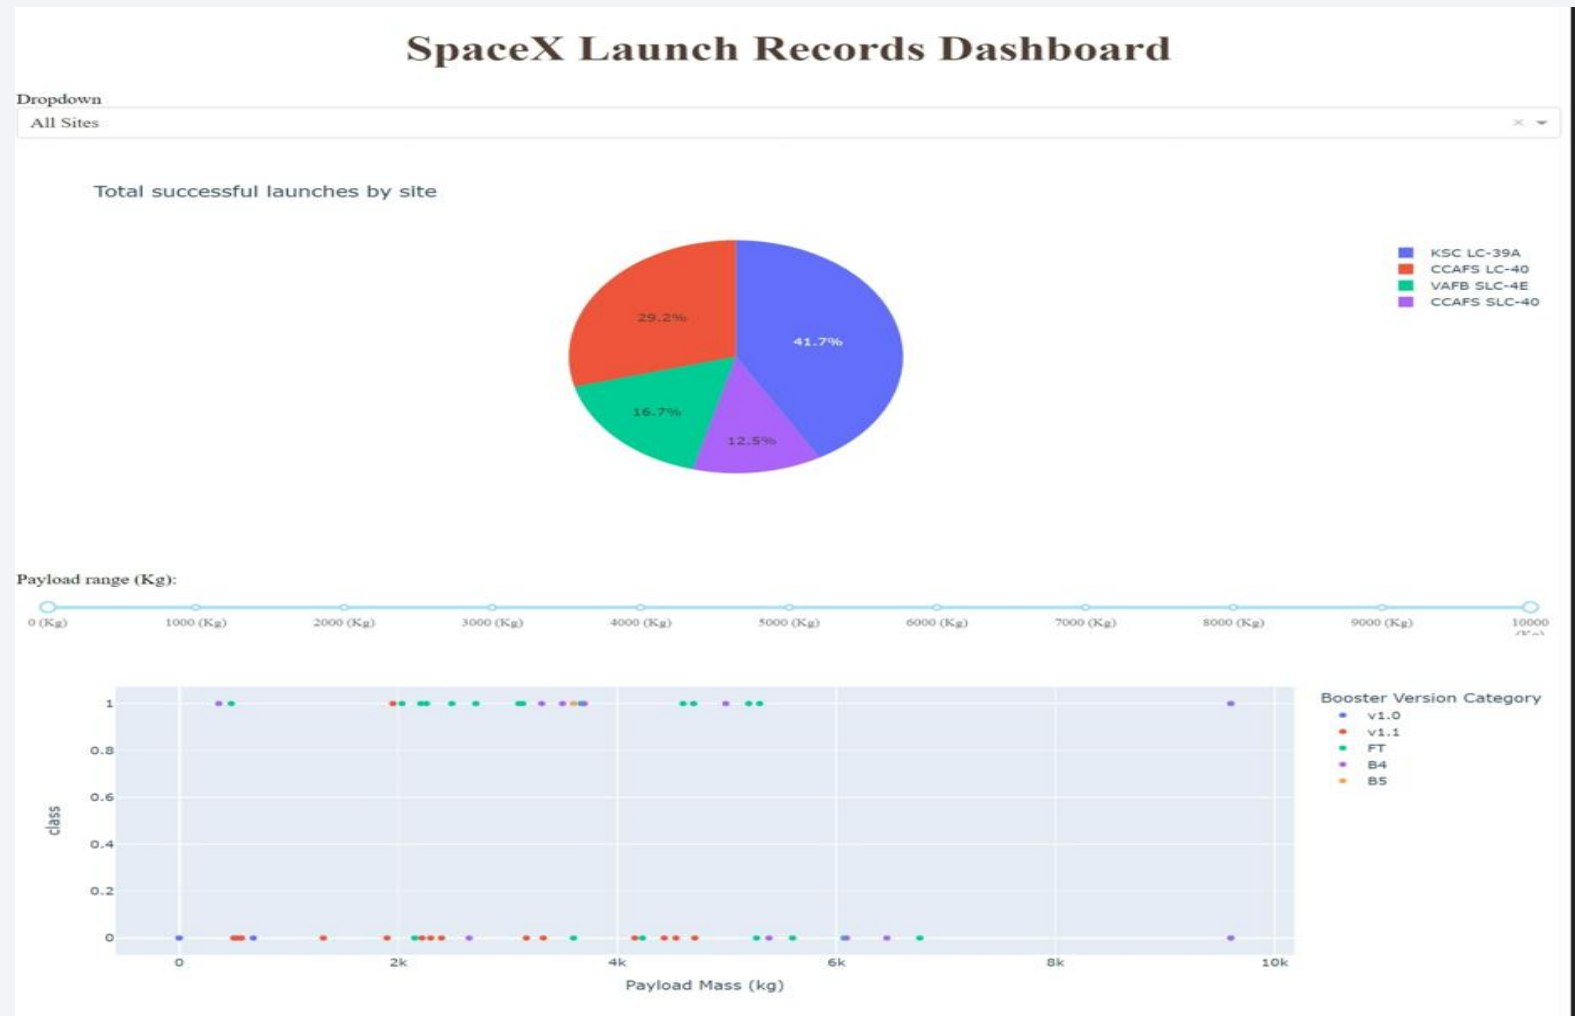 SpaceX Launch Records Dashboard
Dropdown
All Sites
Total successful launches by site
KSC LC-39A
CCAFS LC-40
VAFB SLC-4E
CCAFS SLC-40
29.2%
41.7%
16.7%
12.5%
Payload range (Kg):
0 (Kg) 1000 (Kg) 2000 (Kg) 3000 (Kg) 4000 (Kg) 5000 (Kg) 6000 (Kg) 7000 (Kg) 8000 (Kg) 9000 (Kg) 10000
(Kg)
Booster Version Category
v1.0
v1.1
FT
B4
B5
class
1
0.8
0.6
0.4
0.2
0
0 2k 4k 6k 8k 10k
Payload Mass (kg)